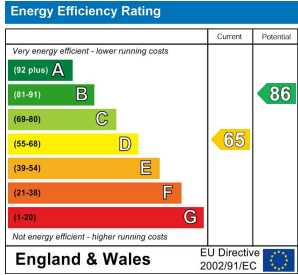 Energy Efficiency Rating
Current Potential
Very energy efficient - lower running costs
(92 plus) A
(81-91) B 86
(69-80) C
(55-68) D 65
(39-54) E
(21-38) F
(1-20) G
Not energy efficient - higher running costs
England & Wales
EU Directive
2002/91/EC